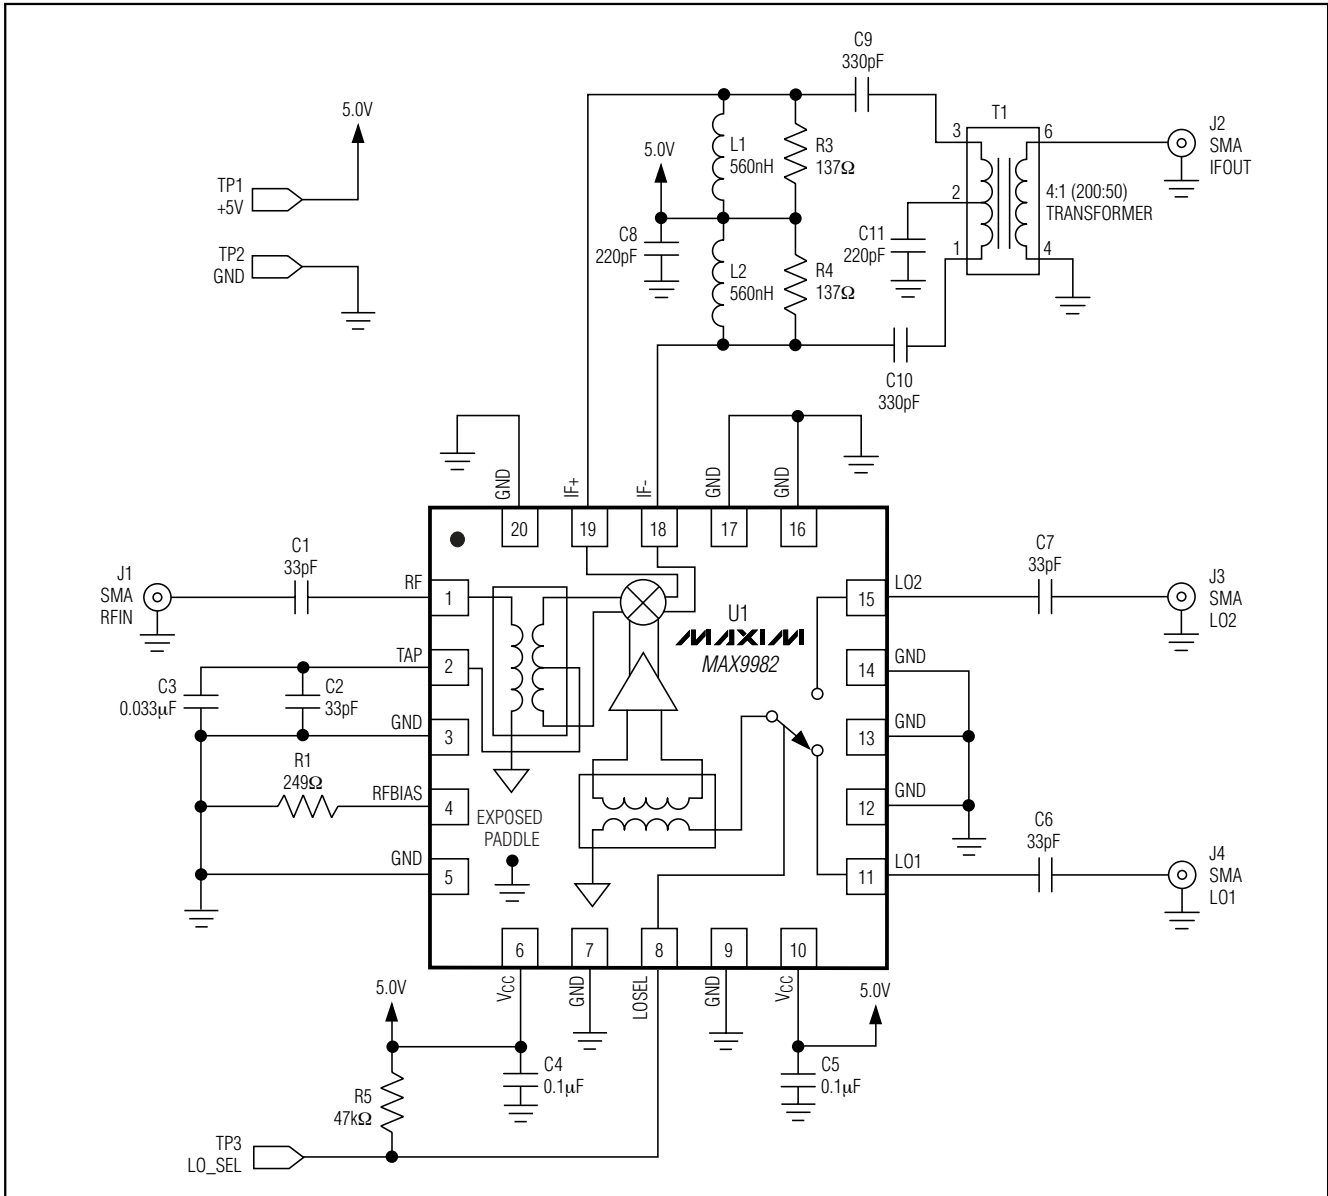 C9
330pF
T1
5.0V
3
6
J2
SMA
IFOUT
L1
560nH
R3
137Ω
5.0V
TP1
+5V
2
4:1 (200:50)
TRANSFORMER
C8
220pF
C11
220pF
TP2
GND
1
4
L2
560nH
R4
137Ω
C10
330pF
GND
IF+
IF-
GND
GND
20
19
18
17
16
C1
33pF
C7
33pF
J1
SMA
RFIN
RF
1
LO2
15
J3
SMA
LO2
U1
MAXIM
MAX9982
TAP
2
GND
14
C3
0.033µF
C2
33pF
GND
3
GND
13
R1
249Ω
RFBIAS
4
GND
12
EXPOSED
PADDLE
C6
33pF
GND
5
LO1
11
J4
SMA
LO1
6
7
8
9
10
VCC
GND
LOSEL
GND
VCC
5.0V
5.0V
C4
0.1µF
C5
0.1µF
R5
47kΩ
TP3
LO_SEL